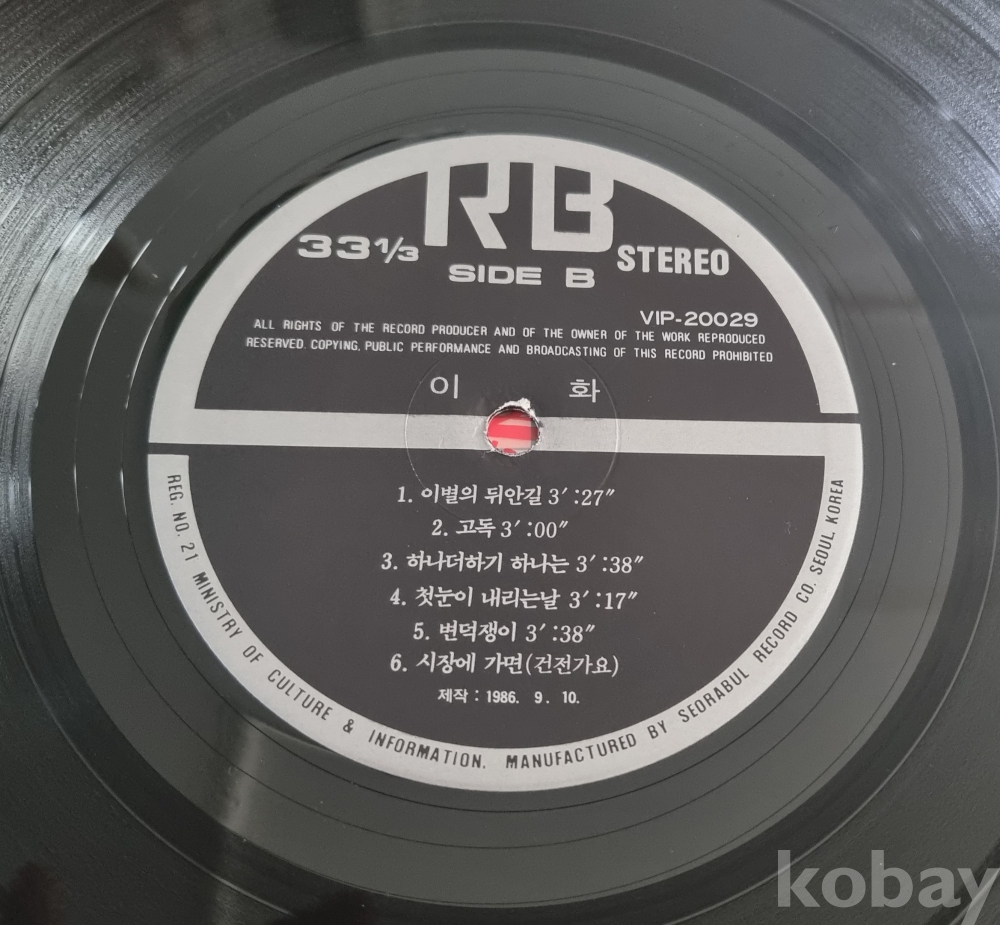 RB
33⅓ STEREO
SIDE B
VIP-20029
ALL RIGHTS OF THE RECORD PRODUCER AND OF THE OWNER OF THE WORK REPRODUCED
RESERVED. COPYING, PUBLIC PERFORMANCE AND BROADCASTING OF THIS RECORD PROHIBITED
이 화
1. 이별의 뒤안길 3′:27″
2. 고독 3′:00″
3. 하나더하기 하나는 3′:38″
4. 첫눈이 내리는날 3′:17″
5. 변덕쟁이 3′:38″
6. 시장에 가면(건전가요)
제작 : 1986. 9. 10.
REG. NO. 21 MINISTRY OF CULTURE & INFORMATION. MANUFACTURED BY SEORABUL RECORD CO. SEOUL KOREA
kobay